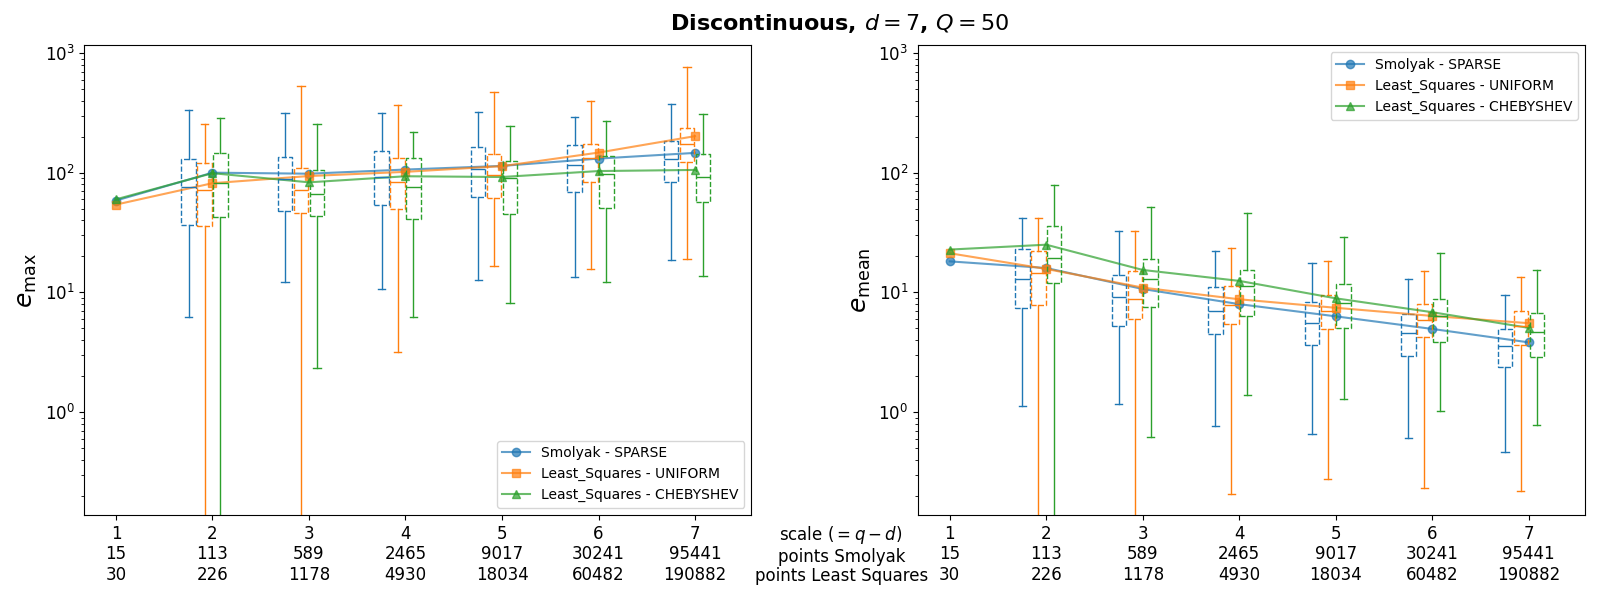 Discontinuous, d = 7, Q = 50
10³
10²
10¹
10⁰
e_max
Smolyak - SPARSE
Least_Squares - UNIFORM
Least_Squares - CHEBYSHEV
1 2 3 4 5 6 7
15 113 589 2465 9017 30241 95441
30 226 1178 4930 18034 60482 190882
scale (= q − d)
points Smolyak
points Least Squares
10³
10²
10¹
10⁰
e_mean
Smolyak - SPARSE
Least_Squares - UNIFORM
Least_Squares - CHEBYSHEV
1 2 3 4 5 6 7
15 113 589 2465 9017 30241 95441
30 226 1178 4930 18034 60482 190882